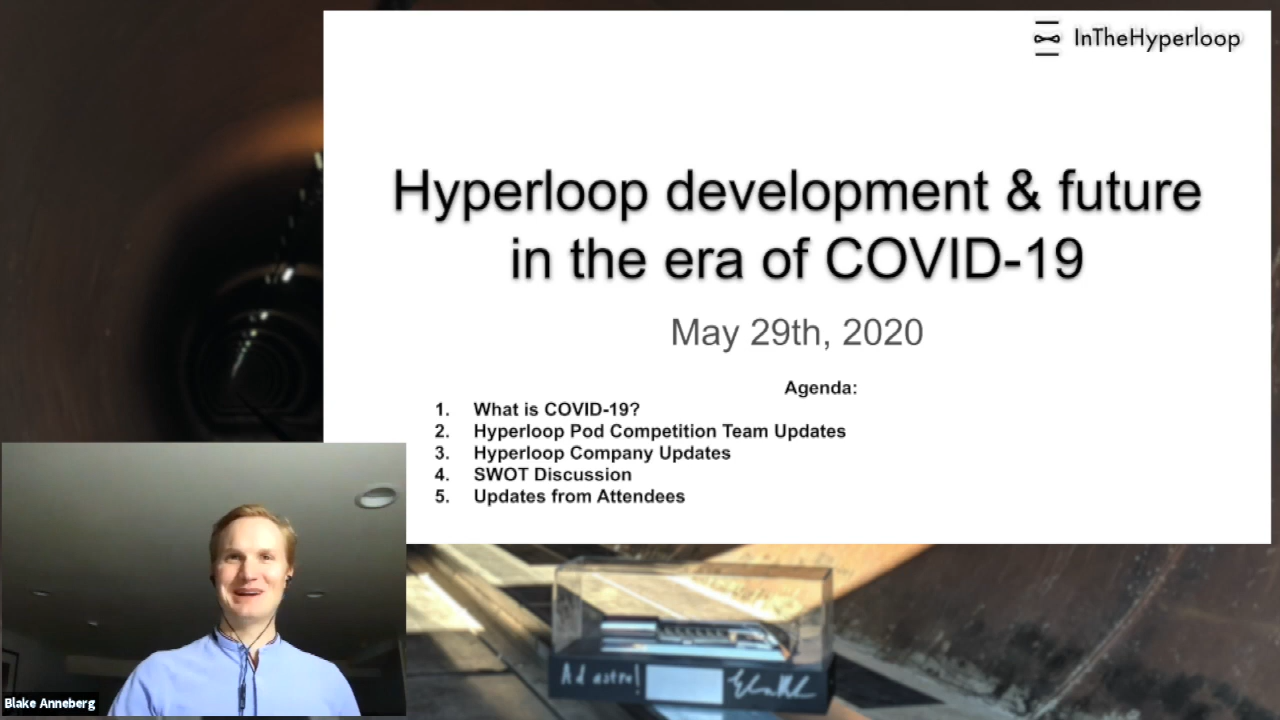 InTheHyperloop
Hyperloop development & future
in the era of COVID-19
May 29th, 2020
Agenda:
1. What is COVID-19?
2. Hyperloop Pod Competition Team Updates
3. Hyperloop Company Updates
4. SWOT Discussion
5. Updates from Attendees
Blake Anneberg
Ad astra!